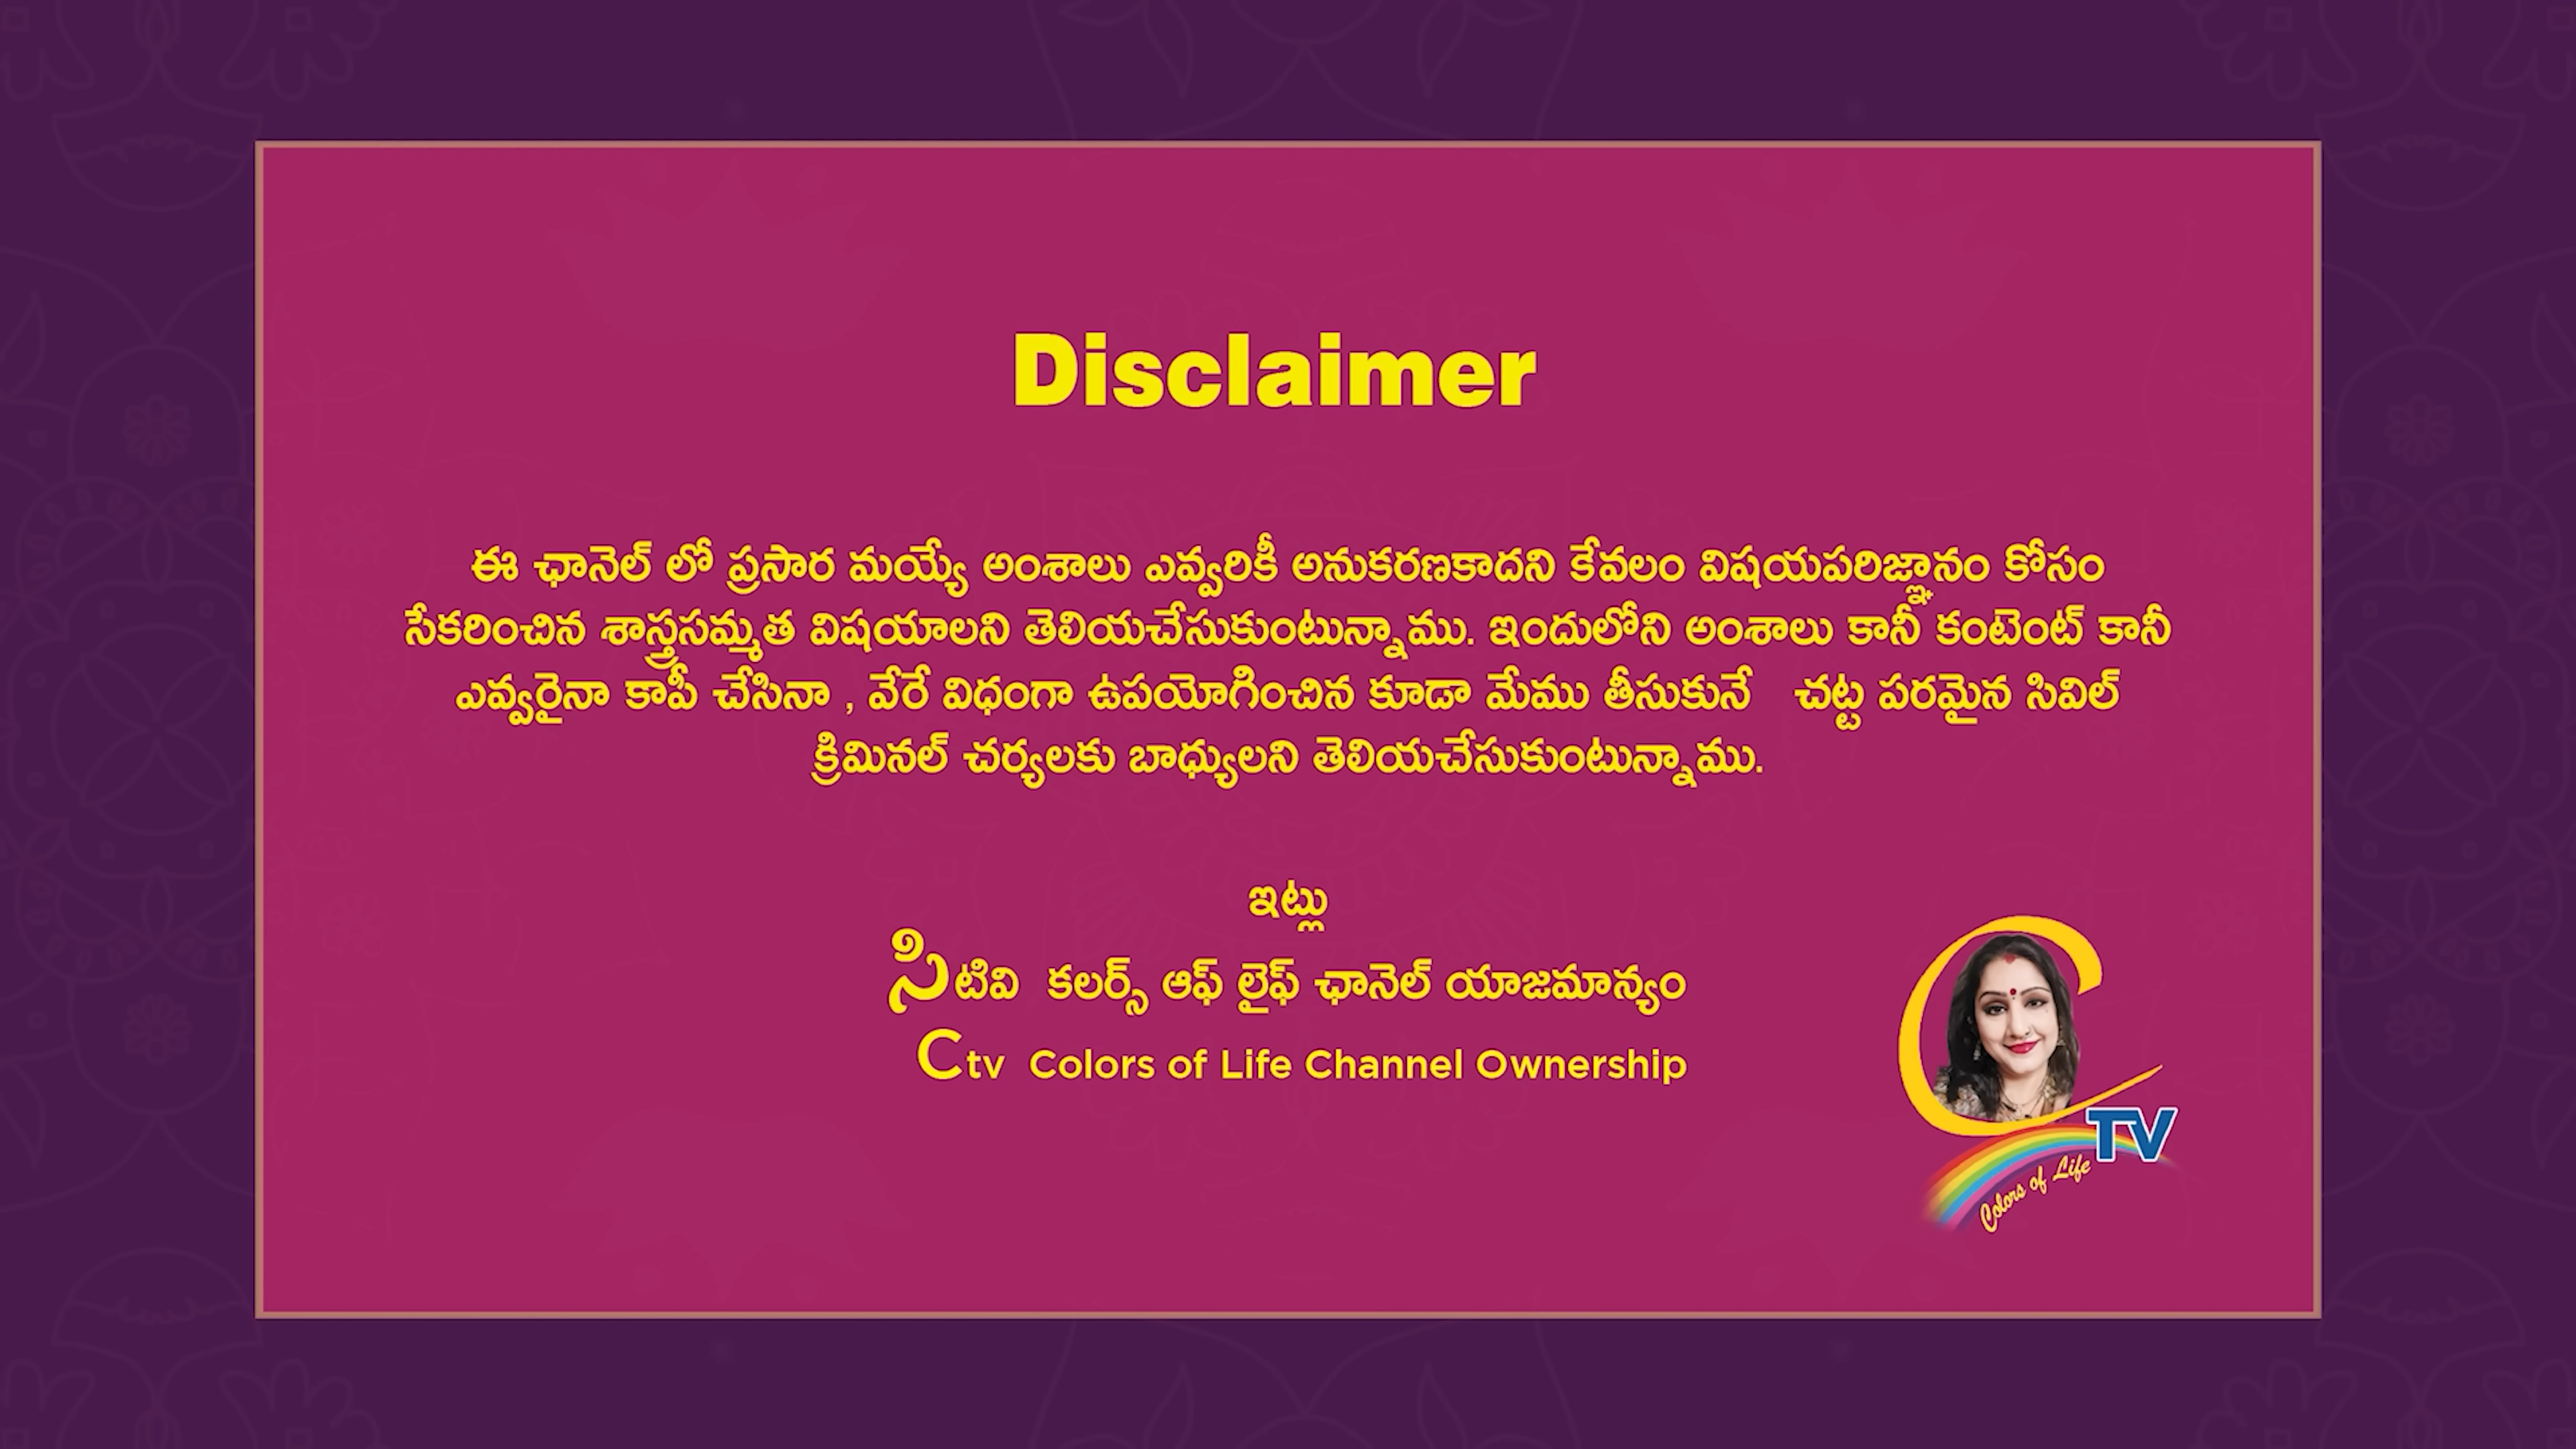 Disclaimer
ఈ ఛానెల్ లో ప్రసార మయ్యే అంశాలు ఎవ్వరికీ అనుకరణకాదని కేవలం విషయపరిజ్ఞానం కోసం
సేకరించిన శాస్త్రసమ్మత విషయాలని తెలియచేసుకుంటున్నాము. ఇందులోని అంశాలు కానీ కంటెంట్ కానీ
ఎవ్వరైనా కాపీ చేసినా , వేరే విధంగా ఉపయోగించిన కూడా మేము తీసుకునే చట్ట పరమైన సివిల్
క్రిమినల్ చర్యలకు బాధ్యులని తెలియచేసుకుంటున్నాము.
ఇట్లు
సిటివి కలర్స్ ఆఫ్ లైఫ్ ఛానెల్ యాజమాన్యం
Ctv Colors of Life Channel Ownership
C TV
Colors of Life